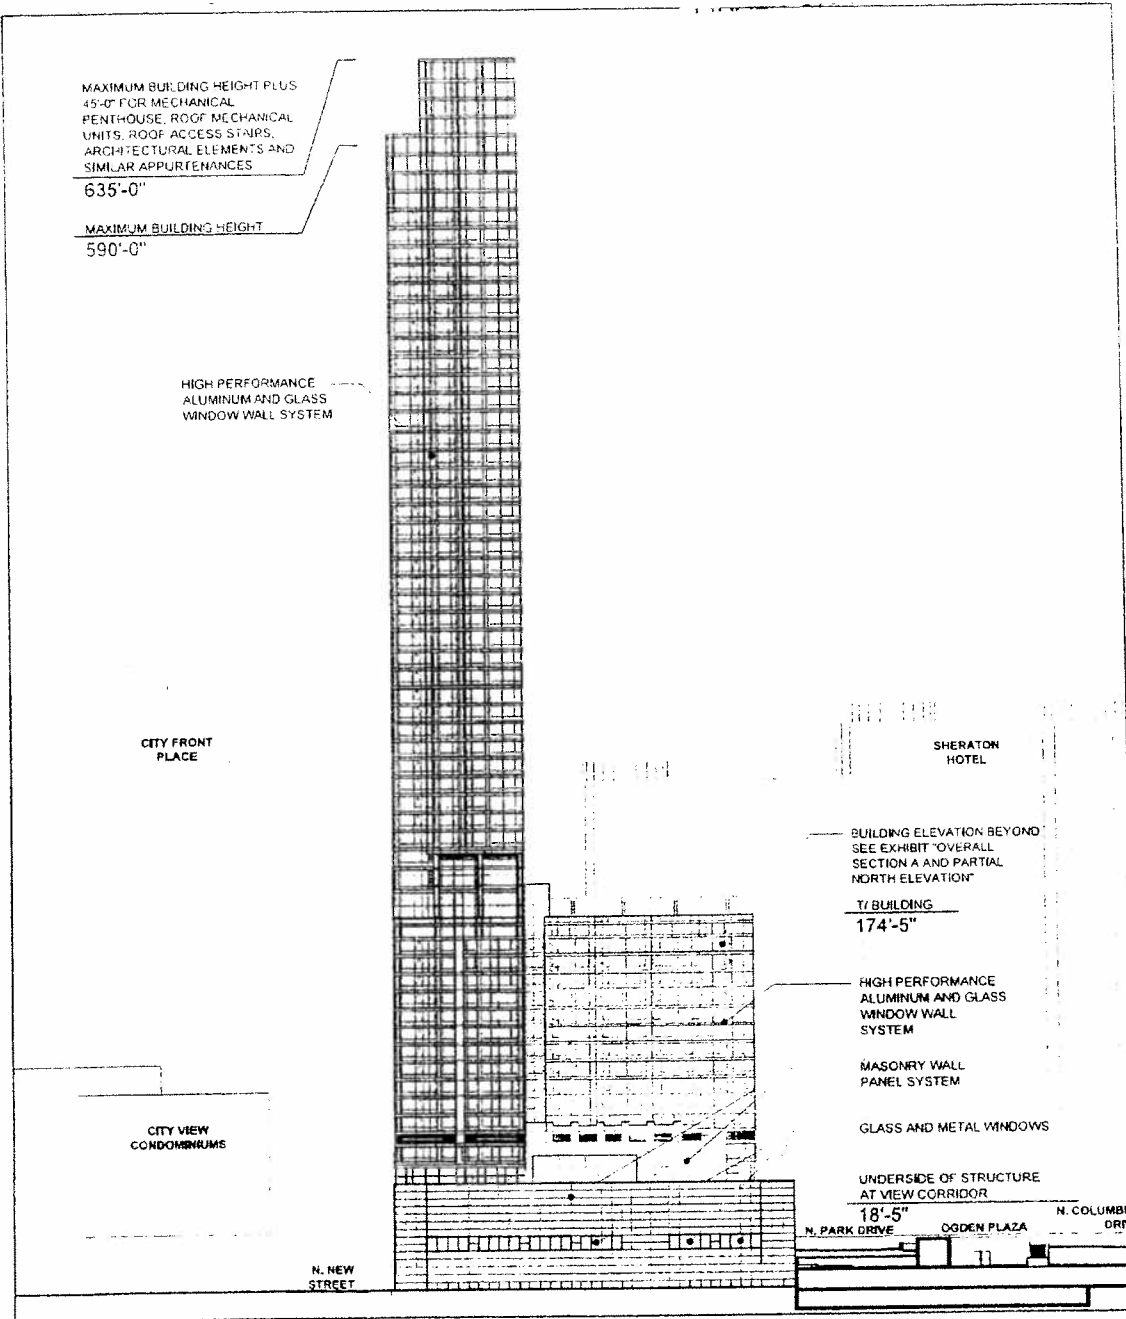 MAXIMUM BUILDING HEIGHT PLUS
45'-0" FOR MECHANICAL
PENTHOUSE, ROOF MECHANICAL
UNITS, ROOF ACCESS STAIRS,
ARCHITECTURAL ELEMENTS AND
SIMILAR APPURTENANCES
635'-0"
MAXIMUM BUILDING HEIGHT
590'-0"
HIGH PERFORMANCE
ALUMINUM AND GLASS
WINDOW WALL SYSTEM
CITY FRONT
PLACE
SHERATON
HOTEL
BUILDING ELEVATION BEYOND
SEE EXHIBIT "OVERALL
SECTION A AND PARTIAL
NORTH ELEVATION"
T/ BUILDING
174'-5"
HIGH PERFORMANCE
ALUMINUM AND GLASS
WINDOW WALL
SYSTEM
MASONRY WALL
PANEL SYSTEM
CITY VIEW
CONDOMINIUMS
GLASS AND METAL WINDOWS
UNDERSIDE OF STRUCTURE
AT VIEW CORRIDOR
18'-5"
N. PARK DRIVE
OGDEN PLAZA
N. COLUMB
DRI
N. NEW
STREET